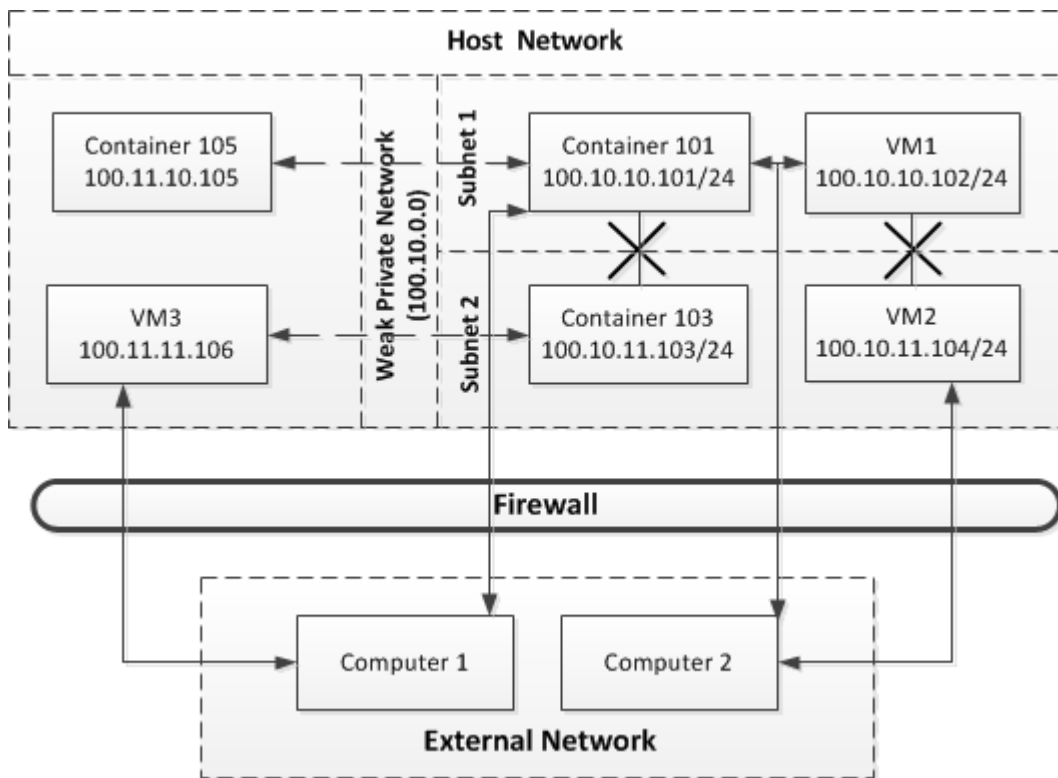 Host Network
Container 105
100.11.10.105
Weak Private Network
(100.10.0.0)
Subnet 1
Container 101
100.10.10.101/24
VM1
100.10.10.102/24
VM3
100.11.11.106
Subnet 2
Container 103
100.10.11.103/24
VM2
100.10.11.104/24
Firewall
Computer 1
Computer 2
External Network